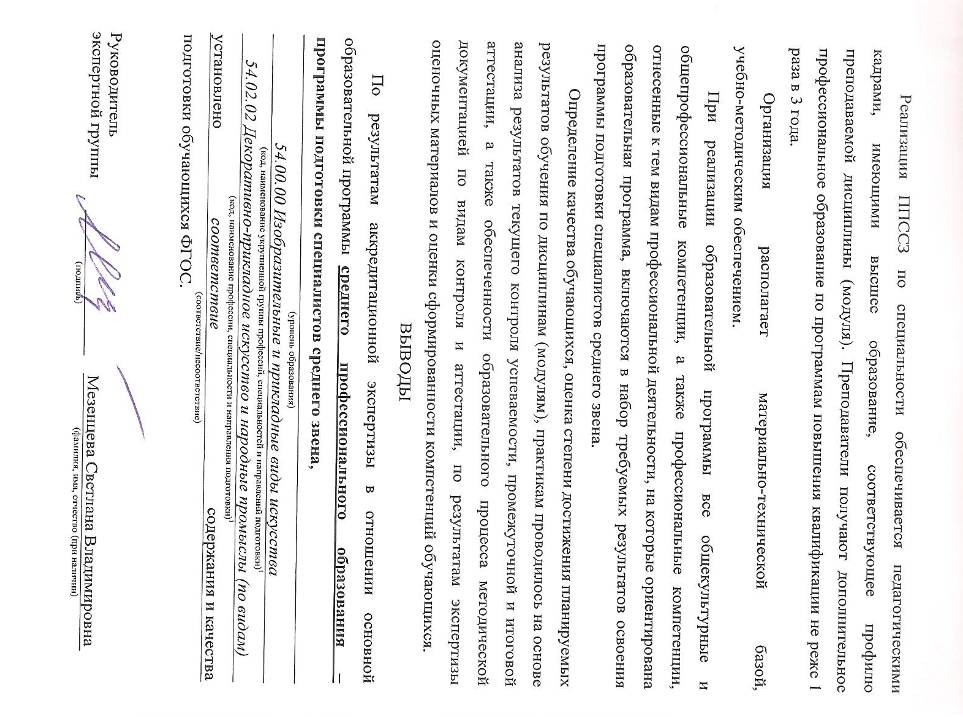 Реализация ППССЗ по специальности обеспечивается педагогическими
кадрами, имеющими высшее образование, соответствующее профилю
преподаваемой дисциплины (модуля). Преподаватели получают дополнительное
профессиональное образование по программам повышения квалификации не реже 1
раза в 3 года.
Организация располагает материально-технической базой,
учебно-методическим обеспечением.
При реализации образовательной программы все общекультурные и
общепрофессиональные компетенции, а также профессиональные компетенции,
отнесенные к тем видам профессиональной деятельности, на которые ориентирована
образовательная программа, включаются в набор требуемых результатов освоения
программы подготовки специалистов среднего звена.
Определение качества обучающихся, оценка степени достижения планируемых
результатов обучения по дисциплинам (модулям), практикам проводилось на основе
анализа результатов текущего контроля успеваемости, промежуточной и итоговой
аттестации, а также обеспеченности образовательного процесса методической
документацией по видам контроля и аттестации, по результатам экспертизы
оценочных материалов и оценки сформированности компетенций обучающихся.
ВЫВОДЫ
По результатам аккредитационной экспертизы в отношении основной
образовательной программы среднего профессионального образования –
программы подготовки специалистов среднего звена,
(уровень образования)
54.00.00 Изобразительные и прикладные виды искусства
(код, наименование укрупненной группы профессий, специальностей и направлений подготовки)¹
54.02.02 Декоративно-прикладное искусство и народные промыслы (по видам)
(код, наименование профессии, специальности и направления подготовки)¹
установлено соответствие содержания и качества
(соответствие/несоответствие)
подготовки обучающихся ФГОС.
Руководитель
экспертной группы Мезенцева Светлана Владимировна
(подпись) (фамилия, имя, отчество (при наличии)